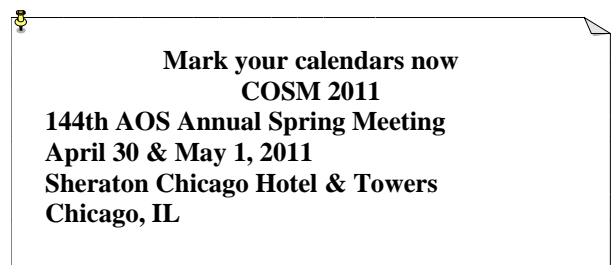 Mark your calendars now
COSM 2011
144th AOS Annual Spring Meeting
April 30 & May 1, 2011
Sheraton Chicago Hotel & Towers
Chicago, IL